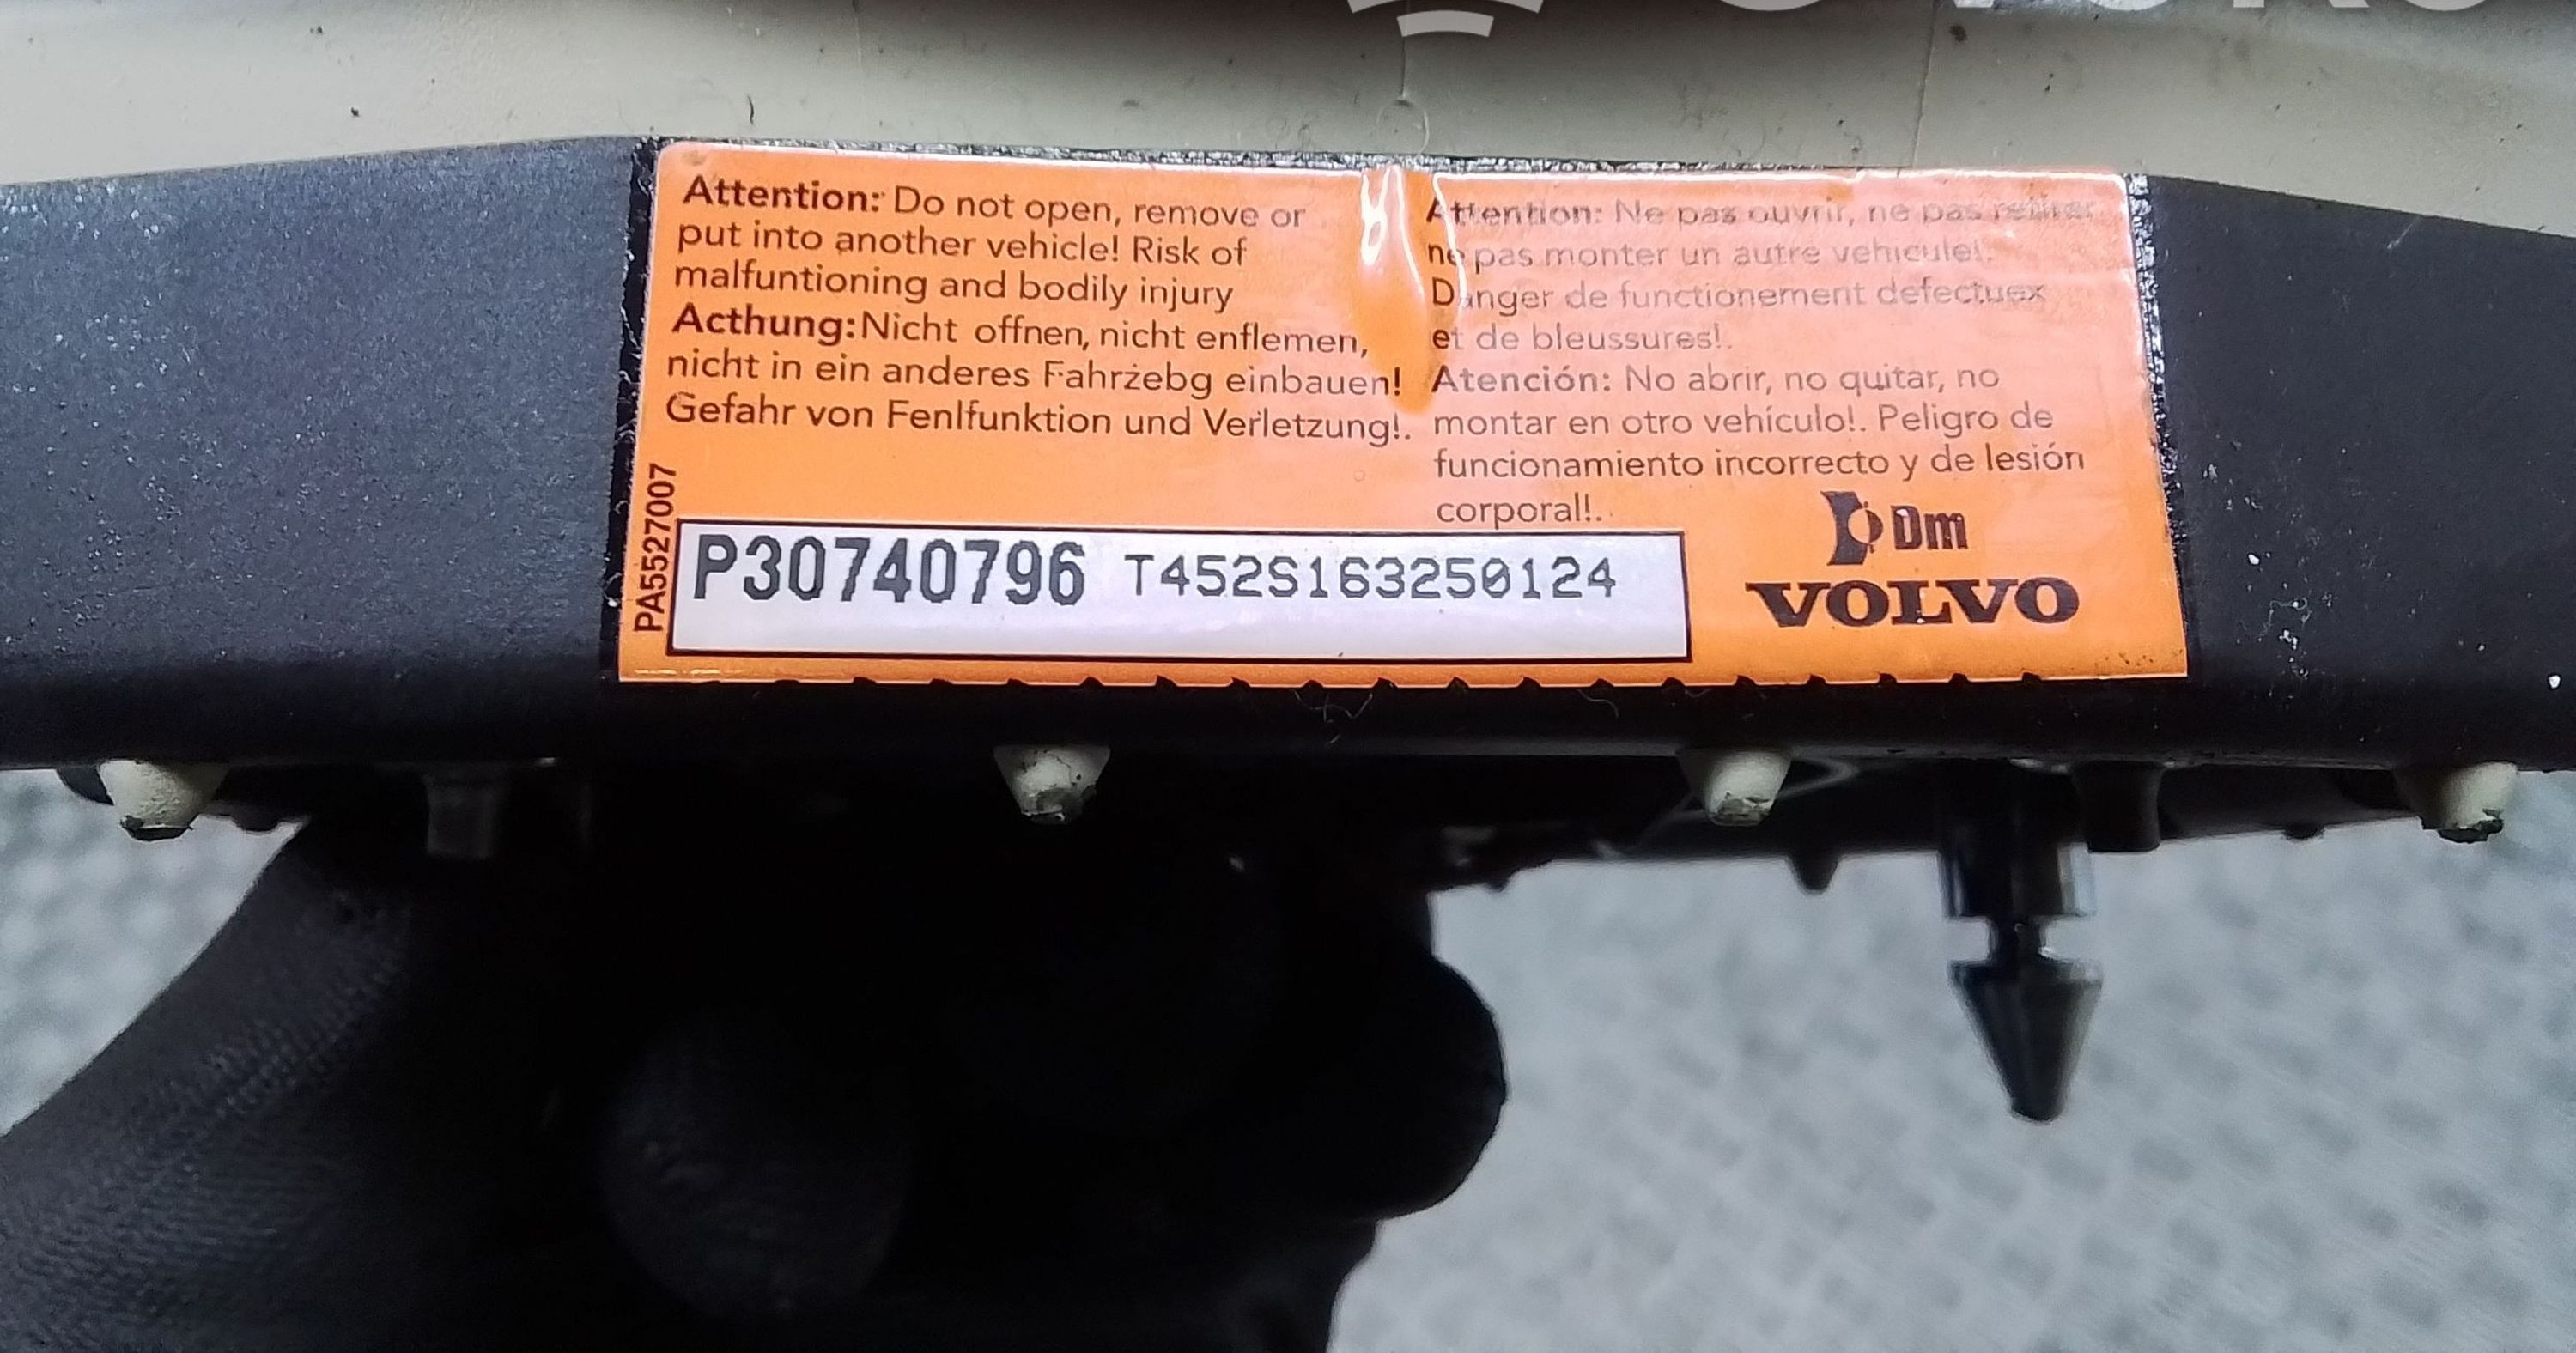 Attention: Do not open, remove or
put into another vehicle! Risk of
malfuntioning and bodily injury
Acthung:Nicht offnen, nicht enflemen,
nicht in ein anderes Fahrżebg einbauen!
Gefahr von Fenlfunktion und Verletzung!.
Attention: Ne pas ouvrir, ne pas retirer
ne pas monter un autre vehicule!.
Danger de functionement defectuex
et de bleussures!.
Atención: No abrir, no quitar, no
montar en otro vehículo!. Peligro de
funcionamiento incorrecto y de lesión
corporal!.
PA5527007
P30740796 T452S163250124
Dm
VOLVO